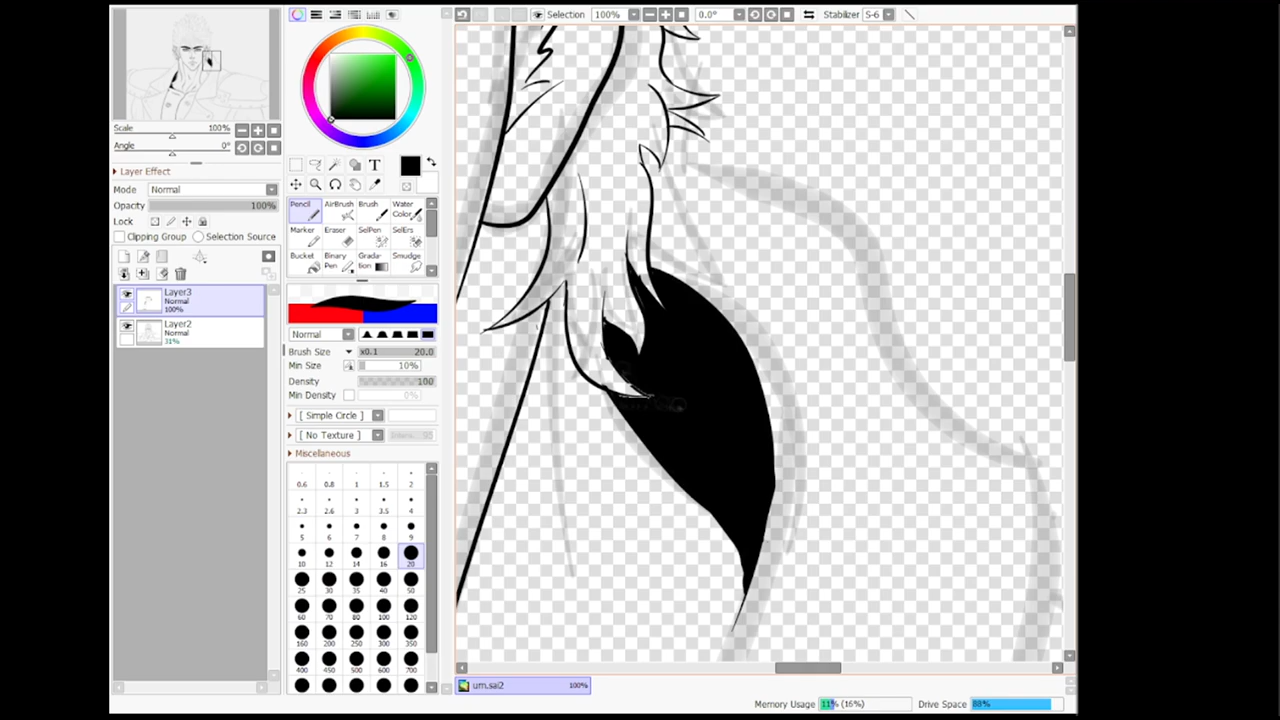 Selection 100% 0.0° Stabilizer S-6
Scale 100%
Angle 0°
Layer Effect
Mode Normal
Opacity 100%
Lock
Clipping Group Selection Source
Layer3
Normal
100%
Layer2
Normal
31%
T
Pencil AirBrush Brush Water Color
Marker Eraser SelPen SelErs
Bucket Binary Pen Grada-tion Smudge
Normal
Brush Size x0.1 20.0
Min Size 10%
Density 100
Min Density 0%
[ Simple Circle ]
[ No Texture ]
Miscellaneous
0.6 0.8 1 1.5 2
2.3 2.6 3 3.5 4
5 6 7 8 9
10 12 14 16 20
25 30 35 40 50
60 70 80 100 120
160 200 250 300 350
400 450 500 600 700
um.sai2 100%
Memory Usage 11% (16%) Drive Space 88%